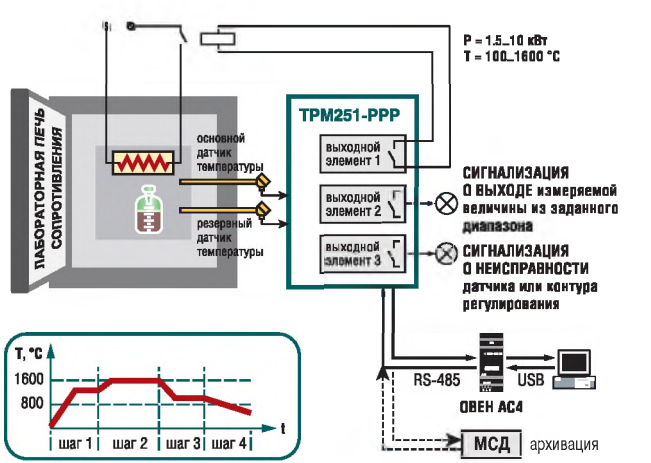 P = 1.5...10 кВт
T = 100...1600 °C
ТРМ251-РРР
ЛАБОРАТОРНАЯ ПЕЧЬ
СОПРОТИВЛЕНИЯ
основной
датчик
температуры
резервный
датчик
температуры
выходной
элемент 1
выходной
элемент 2
выходной
элемент 3
СИГНАЛИЗАЦИЯ
О ВЫХОДЕ измеряемой
величины из заданного
диапазона
СИГНАЛИЗАЦИЯ
О НЕИСПРАВНОСТИ
датчика или контура
регулирования
T, °C
1600
800
t
шаг 1
шаг 2
шаг 3
шаг 4
RS-485
USB
ОВЕН АС4
МСД
архивация